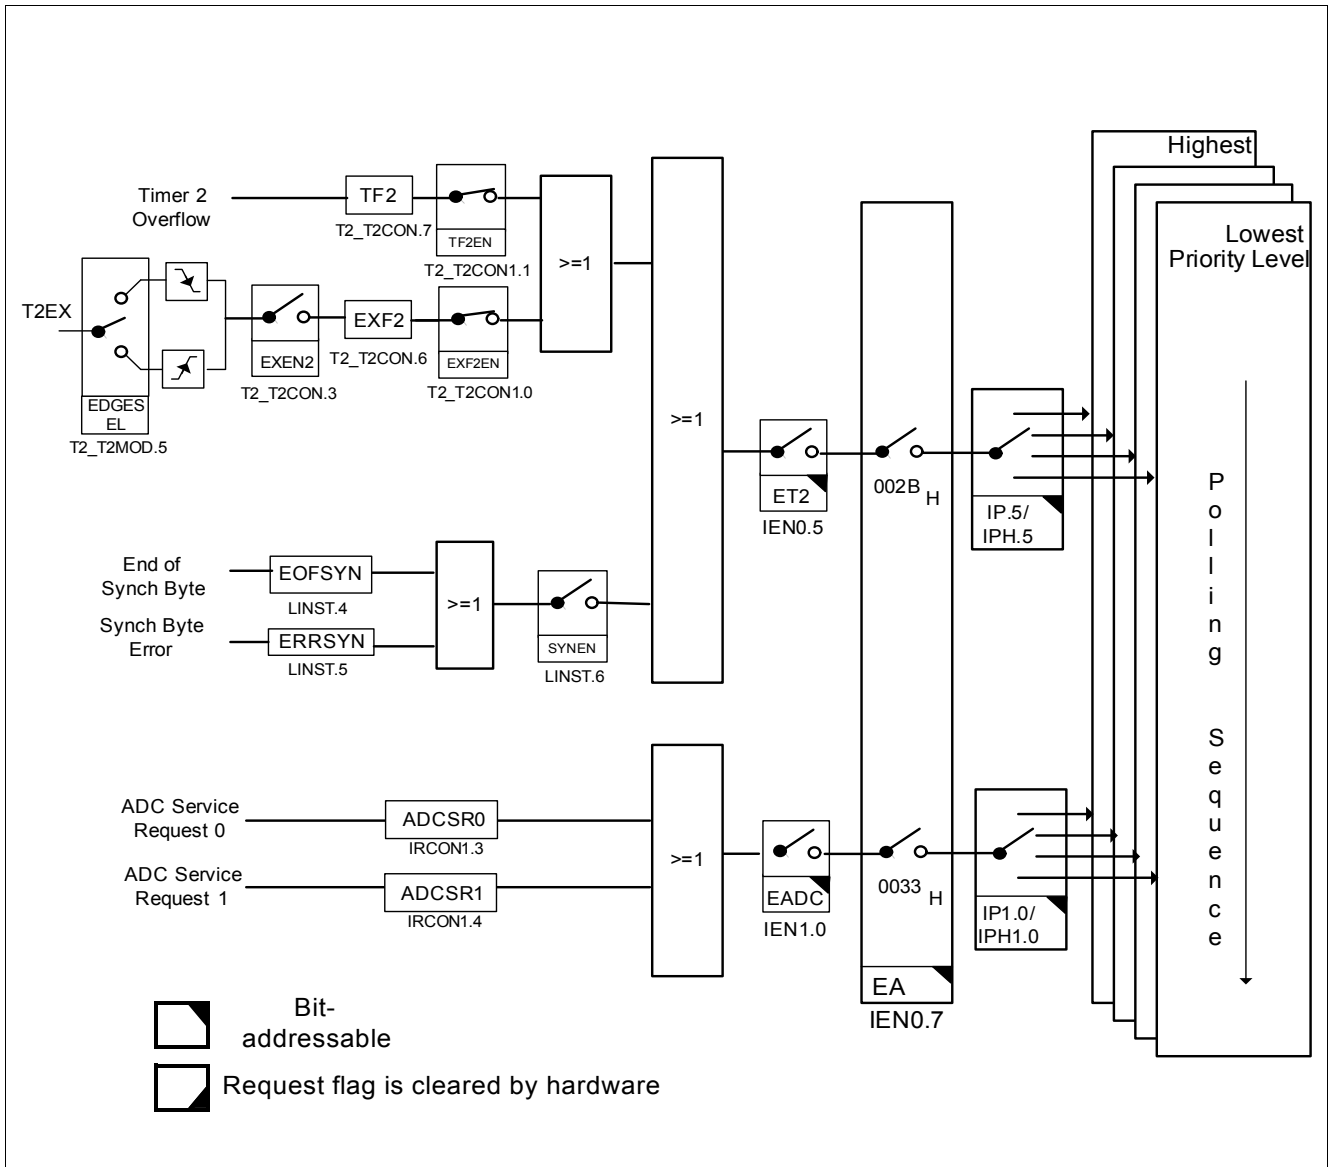 Highest
Lowest
Priority Level
Timer 2
Overflow
TF2
T2_T2CON.7
TF2EN
T2_T2CON1.1
>=1
T2EX
EDGES
EL
T2_T2MOD.5
EXEN2
T2_T2CON.3
EXF2
T2_T2CON.6
EXF2EN
T2_T2CON1.0
>=1
ET2
IEN0.5
002B H
IP.5/
IPH.5
End of
Synch Byte
EOFSYN
LINST.4
Synch Byte
Error
ERRSYN
LINST.5
>=1
SYNEN
LINST.6
ADC Service
Request 0
ADCSR0
IRCON1.3
ADC Service
Request 1
ADCSR1
IRCON1.4
>=1
EADC
IEN1.0
0033 H
IP1.0/
IPH1.0
EA
IEN0.7
Polling
Sequence
Bit-
addressable
Request flag is cleared by hardware